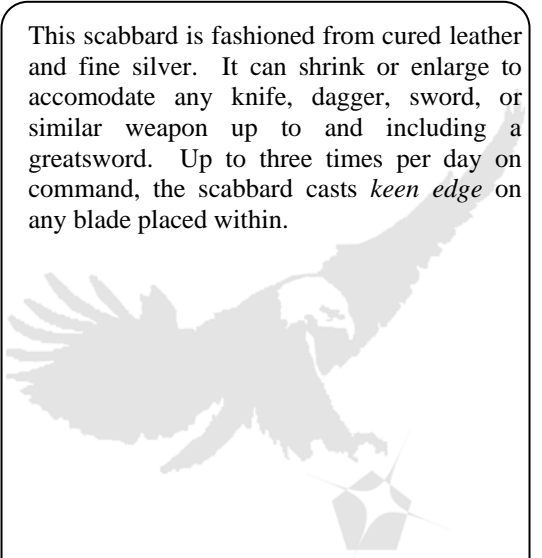 This scabbard is fashioned from cured leather
and fine silver.  It can shrink or enlarge to
accomodate any knife, dagger, sword, or
similar weapon up to and including a
greatsword.  Up to three times per day on
command, the scabbard casts keen edge on
any blade placed within.